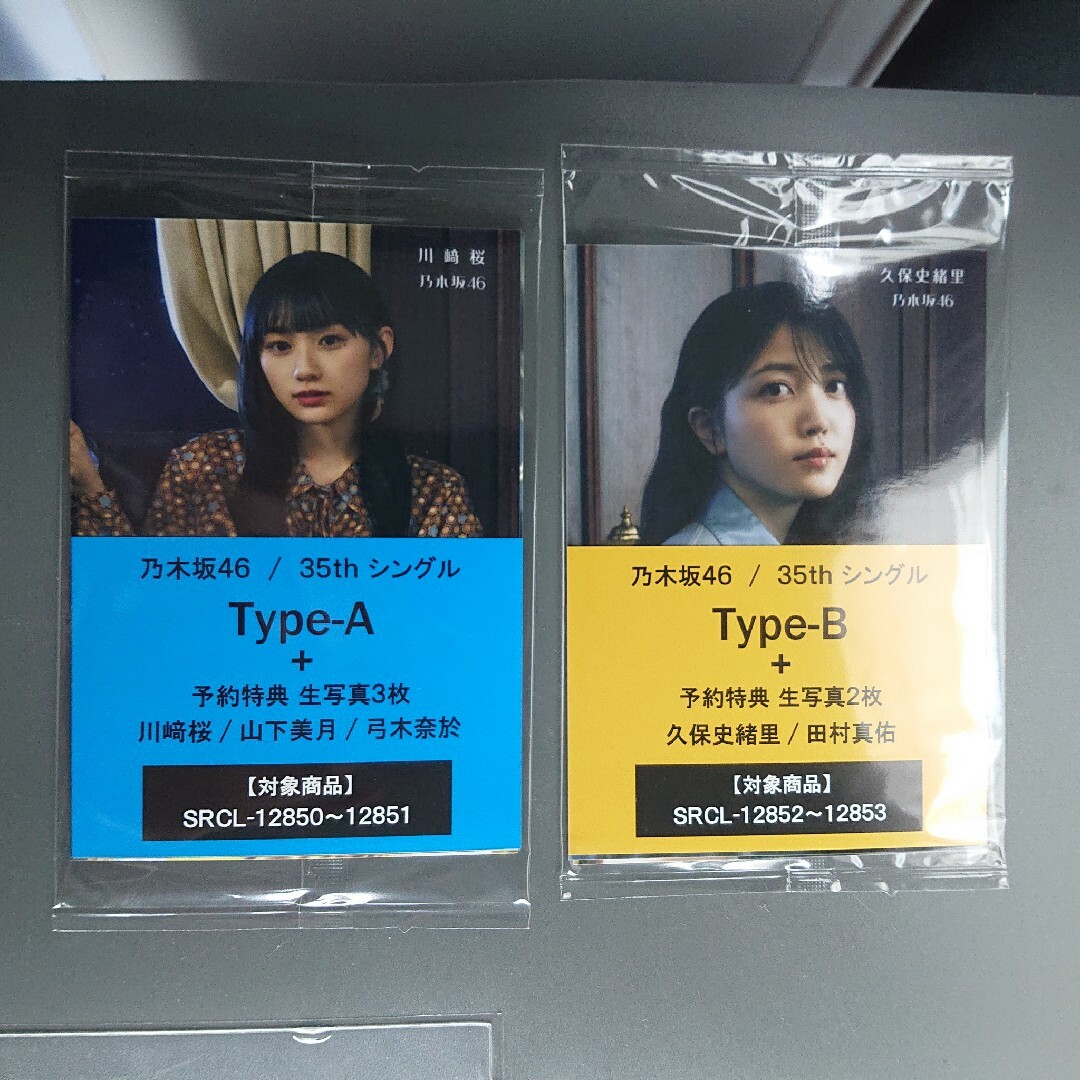 川﨑 桜
乃木坂46
乃木坂46 / 35th シングル
Type-A
+
予約特典 生写真3枚
川﨑桜 / 山下美月 / 弓木奈於
【対象商品】
SRCL-12850〜12851
久保史緒里
乃木坂46
乃木坂46 / 35th シングル
Type-B
+
予約特典 生写真2枚
久保史緒里 / 田村真佑
【対象商品】
SRCL-12852〜12853